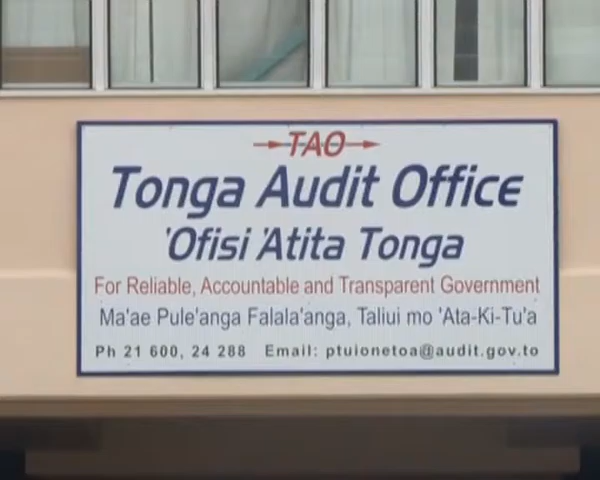 TAO
Tonga Audit Office
'Ofisi 'Atita Tonga
For Reliable, Accountable and Transparent Government
Ma'ae Pule'anga Falala'anga, Taliui mo 'Ata-Ki-Tu'a
Ph 21 600, 24 288 Email: ptuionetoa@audit.gov.to